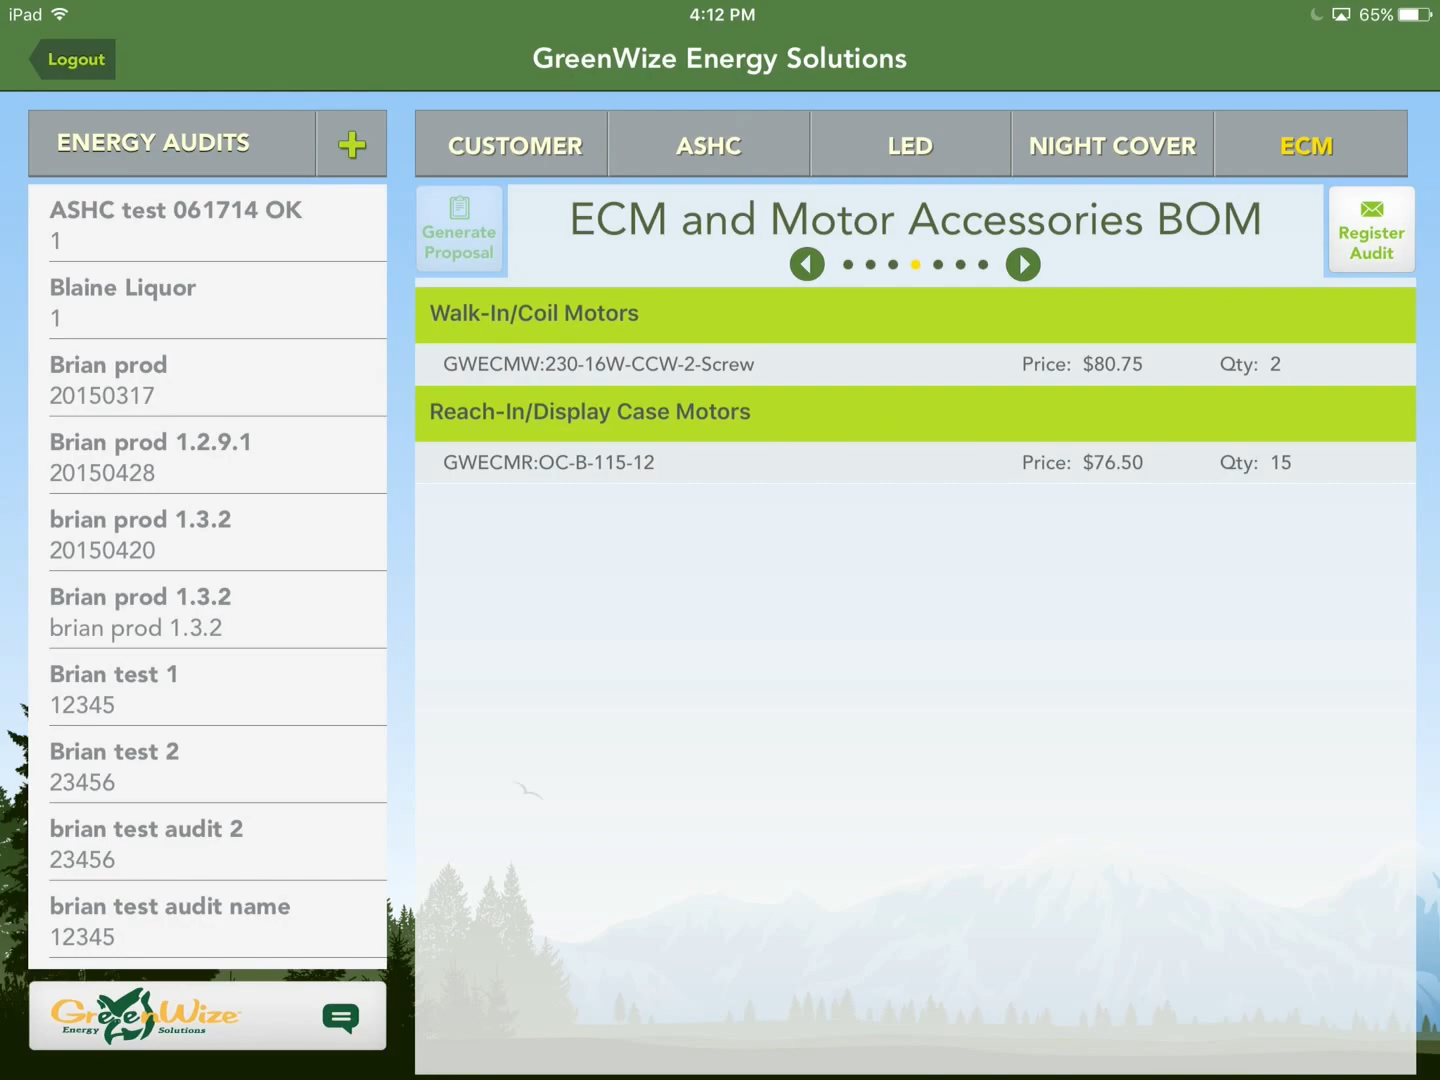 iPad
4:12 PM
65%
Logout
GreenWize Energy Solutions
ENERGY AUDITS
CUSTOMER
ASHC
LED
NIGHT COVER
ECM
ASHC test 061714 OK
1
Blaine Liquor
1
Brian prod
20150317
Brian prod 1.2.9.1
20150428
brian prod 1.3.2
20150420
Brian prod 1.3.2
brian prod 1.3.2
Brian test 1
12345
Brian test 2
23456
brian test audit 2
23456
brian test audit name
12345
GreenWize
Energy Solutions
Generate
Proposal
ECM and Motor Accessories BOM
Register
Audit
Walk-In/Coil Motors
GWECMW:230-16W-CCW-2-Screw Price: $80.75 Qty: 2
Reach-In/Display Case Motors
GWECMR:OC-B-115-12 Price: $76.50 Qty: 15